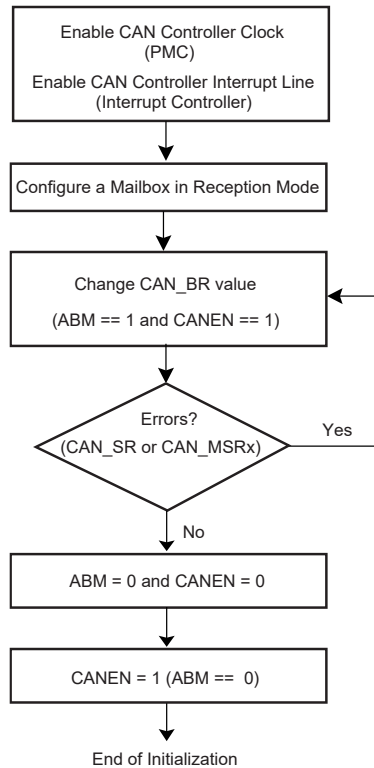 Enable CAN Controller Clock
(PMC)
Enable CAN Controller Interrupt Line
(Interrupt Controller)
Configure a Mailbox in Reception Mode
Change CAN_BR value
(ABM == 1 and CANEN == 1)
Errors?
(CAN_SR or CAN_MSRx)
Yes
No
ABM = 0 and CANEN = 0
CANEN = 1 (ABM == 0)
End of Initialization